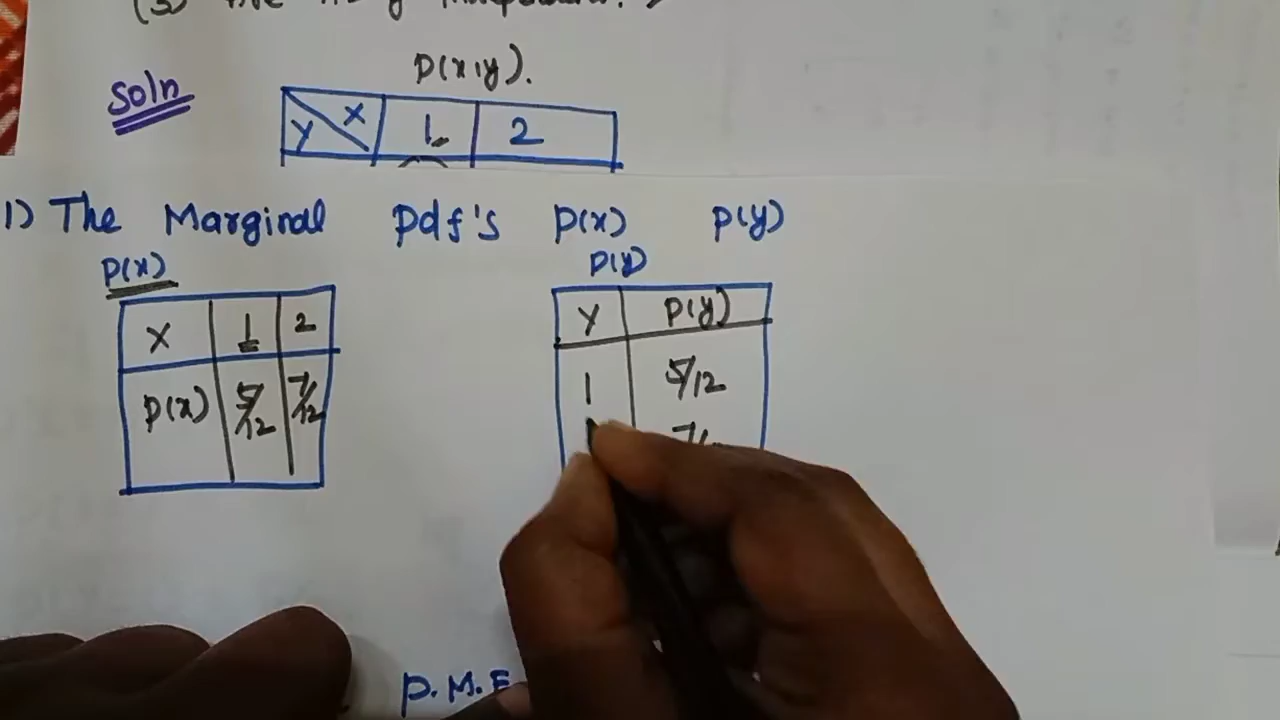 Soln
P(x,y).
Y X 1 2
1) The Marginal Pdf's P(x) P(y)
P(x)
X 1 2
P(x) 5/12 7/12
P(y)
Y P(y)
1 5/12
P.M.F